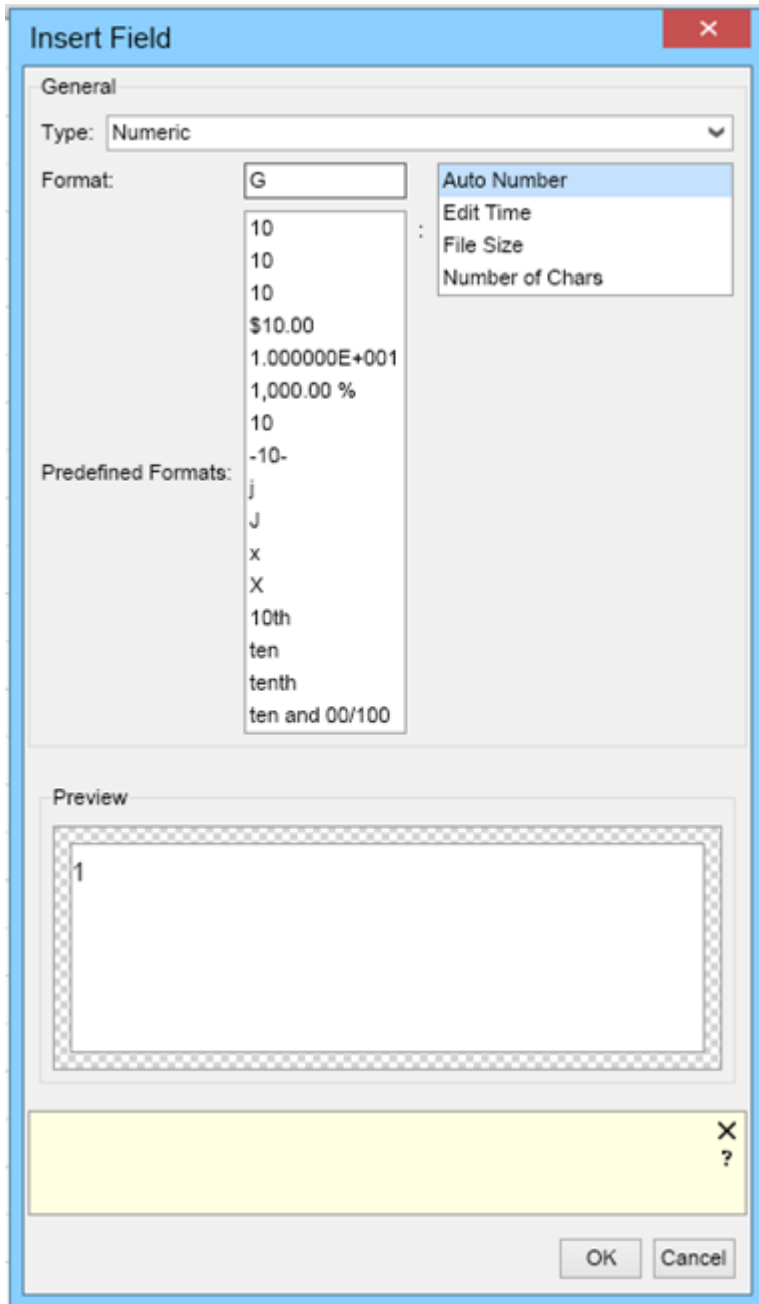 Insert Field
General
Type: Numeric
Format: G
Auto Number
Edit Time
File Size
Number of Chars
:
Predefined Formats:
10
10
10
$10.00
1.000000E+001
1,000.00 %
10
-10-
j
J
x
X
10th
ten
tenth
ten and 00/100
Preview
1
?
OK Cancel